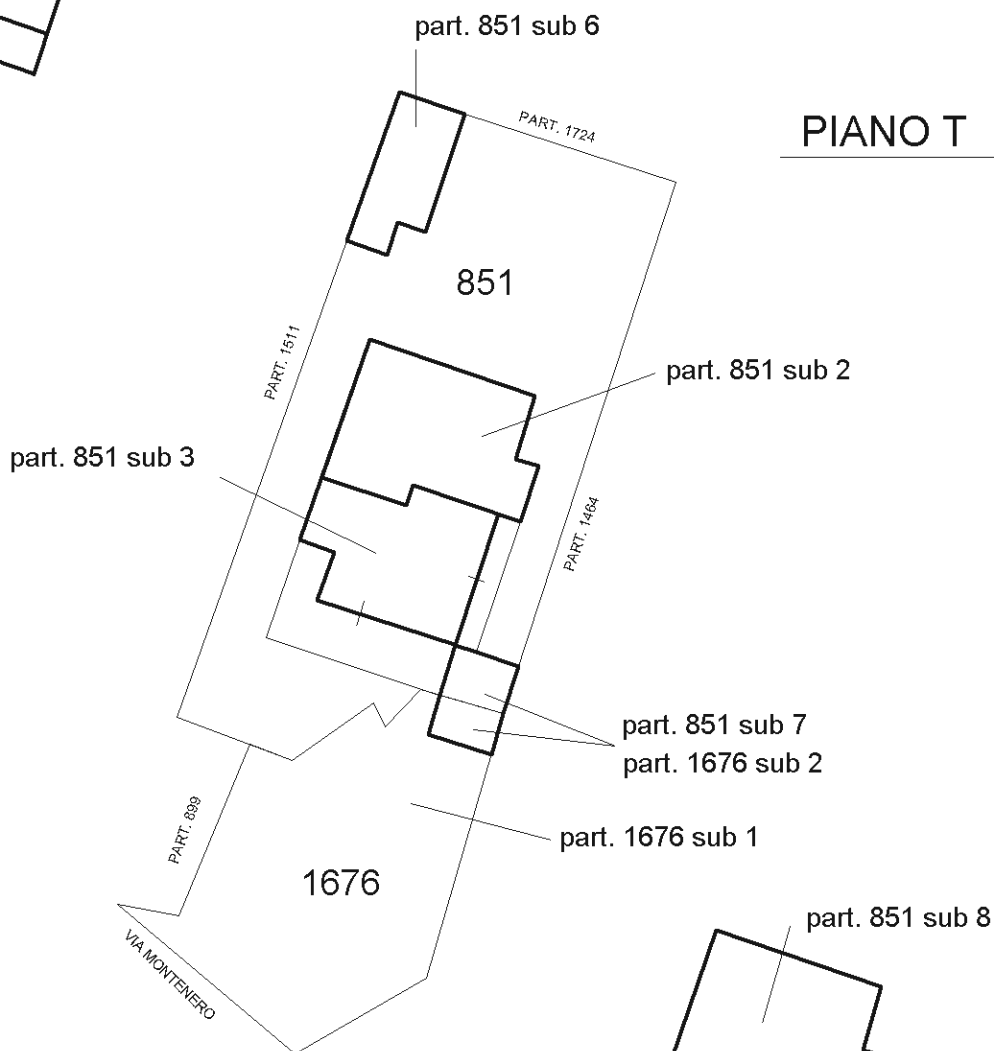 part. 851 sub 6
PART. 1724
PIANO T
851
PART. 1511
part. 851 sub 2
part. 851 sub 3
PART. 1464
part. 851 sub 7
part. 1676 sub 2
PART. 899
part. 1676 sub 1
1676
part. 851 sub 8
VIA MONTENERO